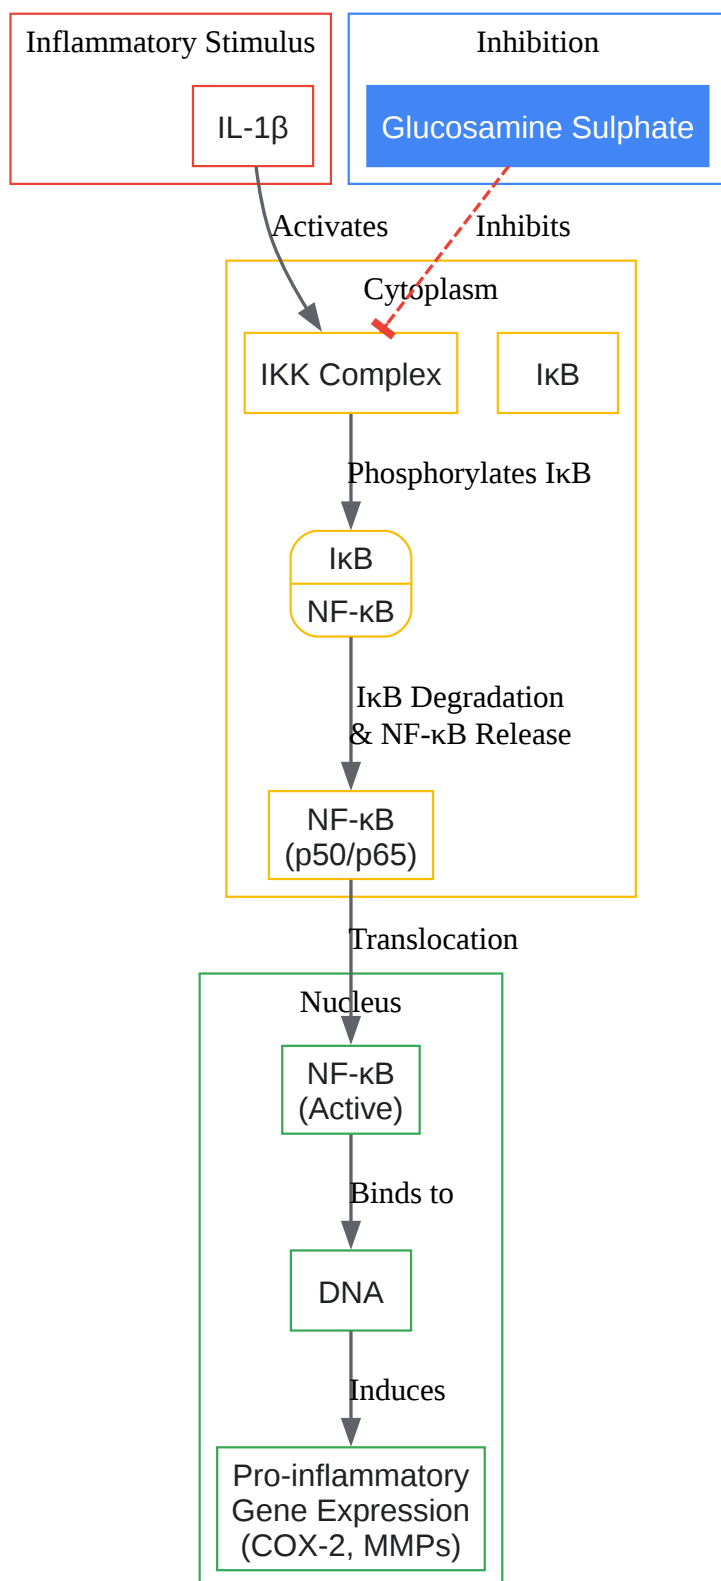 Inflammatory Stimulus
Inhibition
IL-1β
Glucosamine Sulphate
Activates
Inhibits
Cytoplasm
IKK Complex
IκB
Phosphorylates IκB
IκB
NF-κB
IκB Degradation
& NF-κB Release
NF-κB
(p50/p65)
Translocation
Nucleus
NF-κB
(Active)
Binds to
DNA
Induces
Pro-inflammatory
Gene Expression
(COX-2, MMPs)